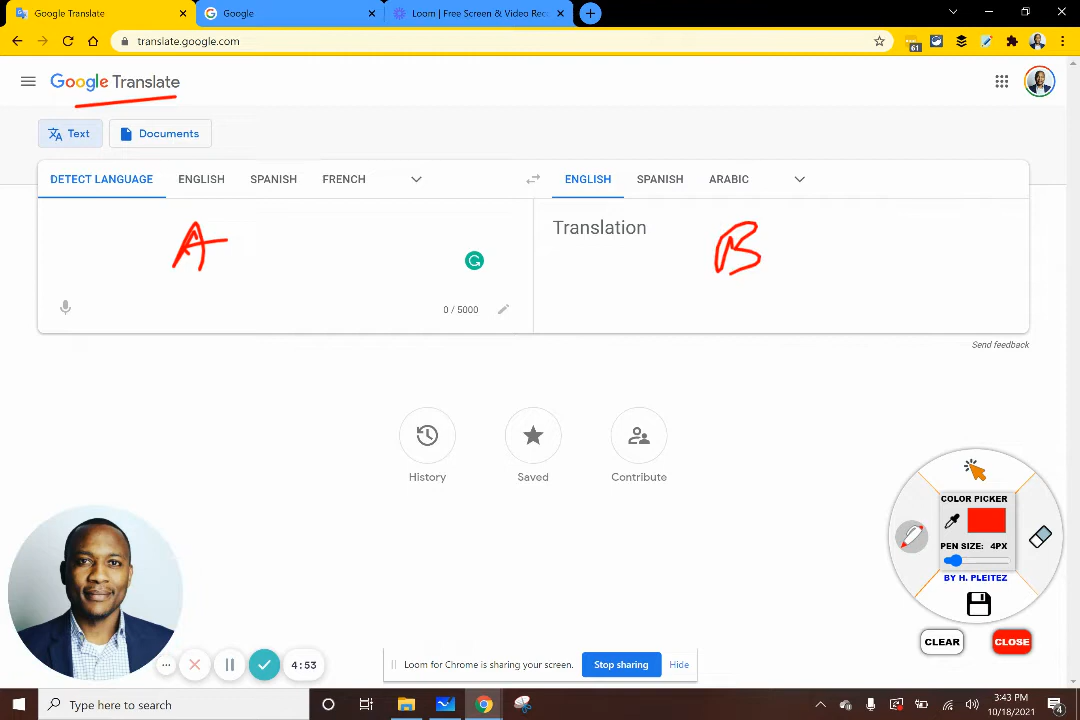 Google Translate
Google
Loom | Free Screen & Video Rec
translate.google.com
61
Google Translate
Text
Documents
DETECT LANGUAGE
ENGLISH
SPANISH
FRENCH
ENGLISH
SPANISH
ARABIC
A
Translation
B
0 / 5000
Send feedback
History
Saved
Contribute
COLOR PICKER
PEN SIZE: 4PX
BY H. PLEITEZ
CLEAR
CLOSE
4:53
Loom for Chrome is sharing your screen.
Stop sharing
Hide
Type here to search
3:43 PM
10/18/2021
4